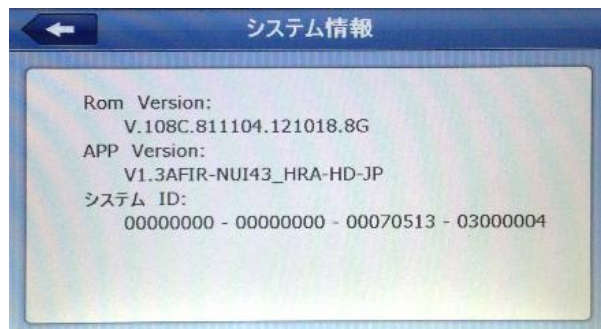 システム情報
Rom Version:
V.108C.811104.121018.8G
APP Version:
V1.3AFIR-NUI43_HRA-HD-JP
システム ID:
00000000 - 00000000 - 00070513 - 03000004